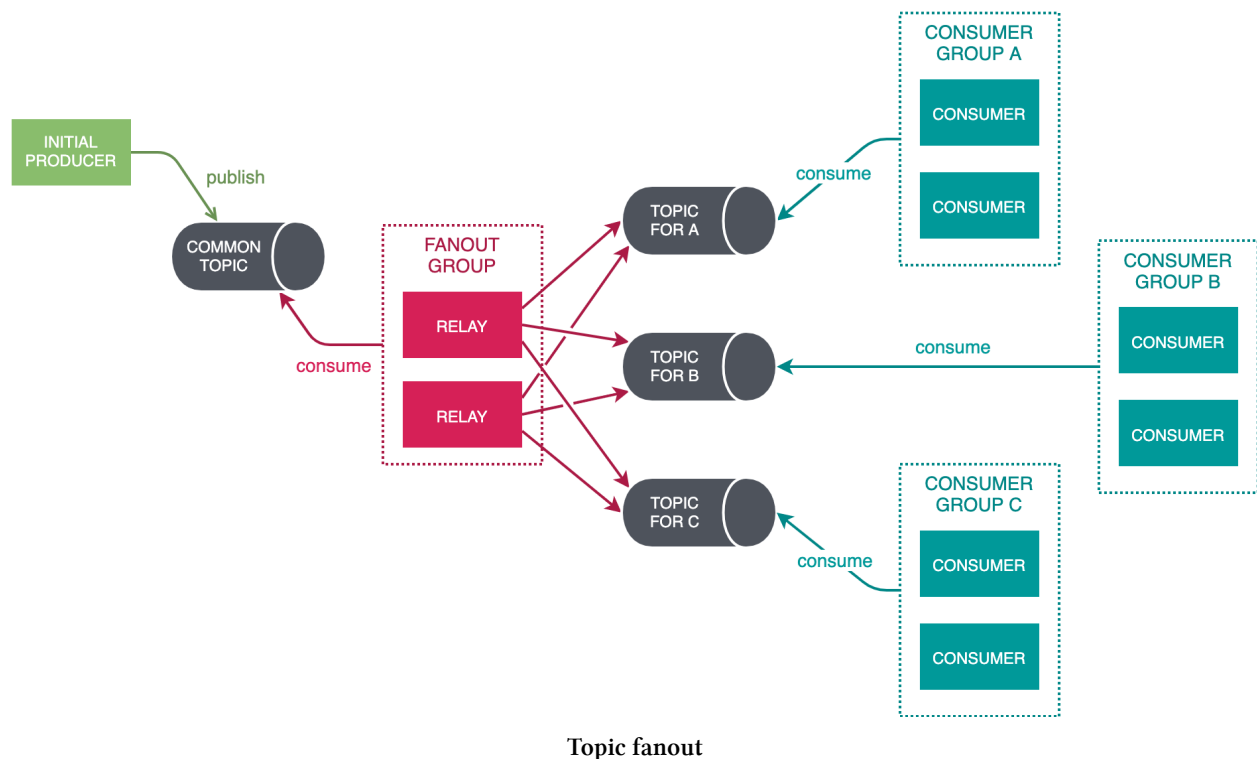 INITIAL
PRODUCER
publish
COMMON
TOPIC
consume
FANOUT
GROUP
RELAY
RELAY
TOPIC
FOR A
TOPIC
FOR B
TOPIC
FOR C
consume
CONSUMER
GROUP A
CONSUMER
CONSUMER
consume
CONSUMER
GROUP B
CONSUMER
CONSUMER
consume
CONSUMER
GROUP C
CONSUMER
CONSUMER
Topic fanout